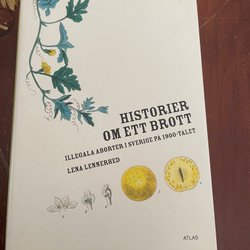 HISTORIER
OM ETT BROTT
ILLEGALA ABORTER I SVERIGE PÅ 1900-TALET
LENA LENNERHED
ATLAS